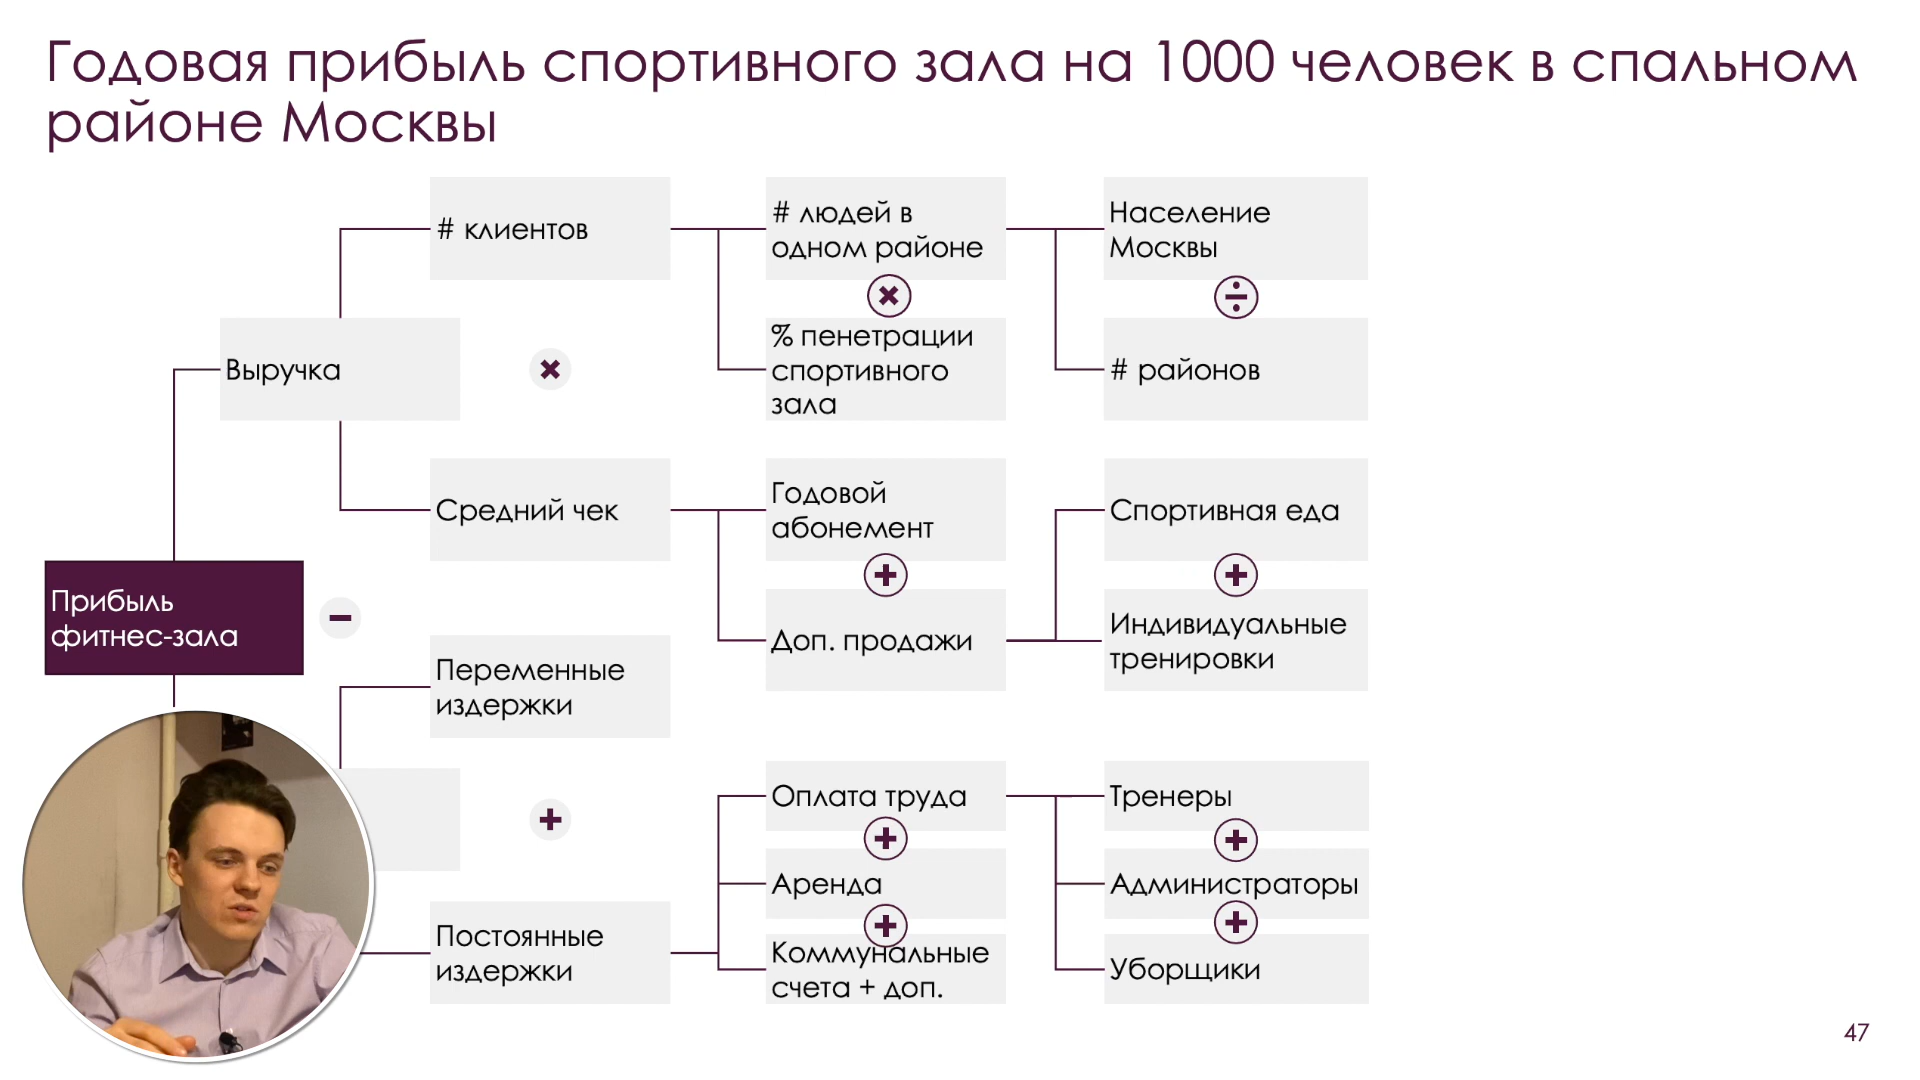 Годовая прибыль спортивного зала на 1000 человек в спальном
районе Москвы
# клиентов
# людей в
одном районе
Население
Москвы
% пенетрации
спортивного
зала
# районов
Выручка
Средний чек
Годовой
абонемент
Спортивная еда
Доп. продажи
Индивидуальные
тренировки
Прибыль
фитнес-зала
Переменные
издержки
Оплата труда
Тренеры
Аренда
Администраторы
Постоянные
издержки
Коммунальные
счета + доп.
Уборщики
47